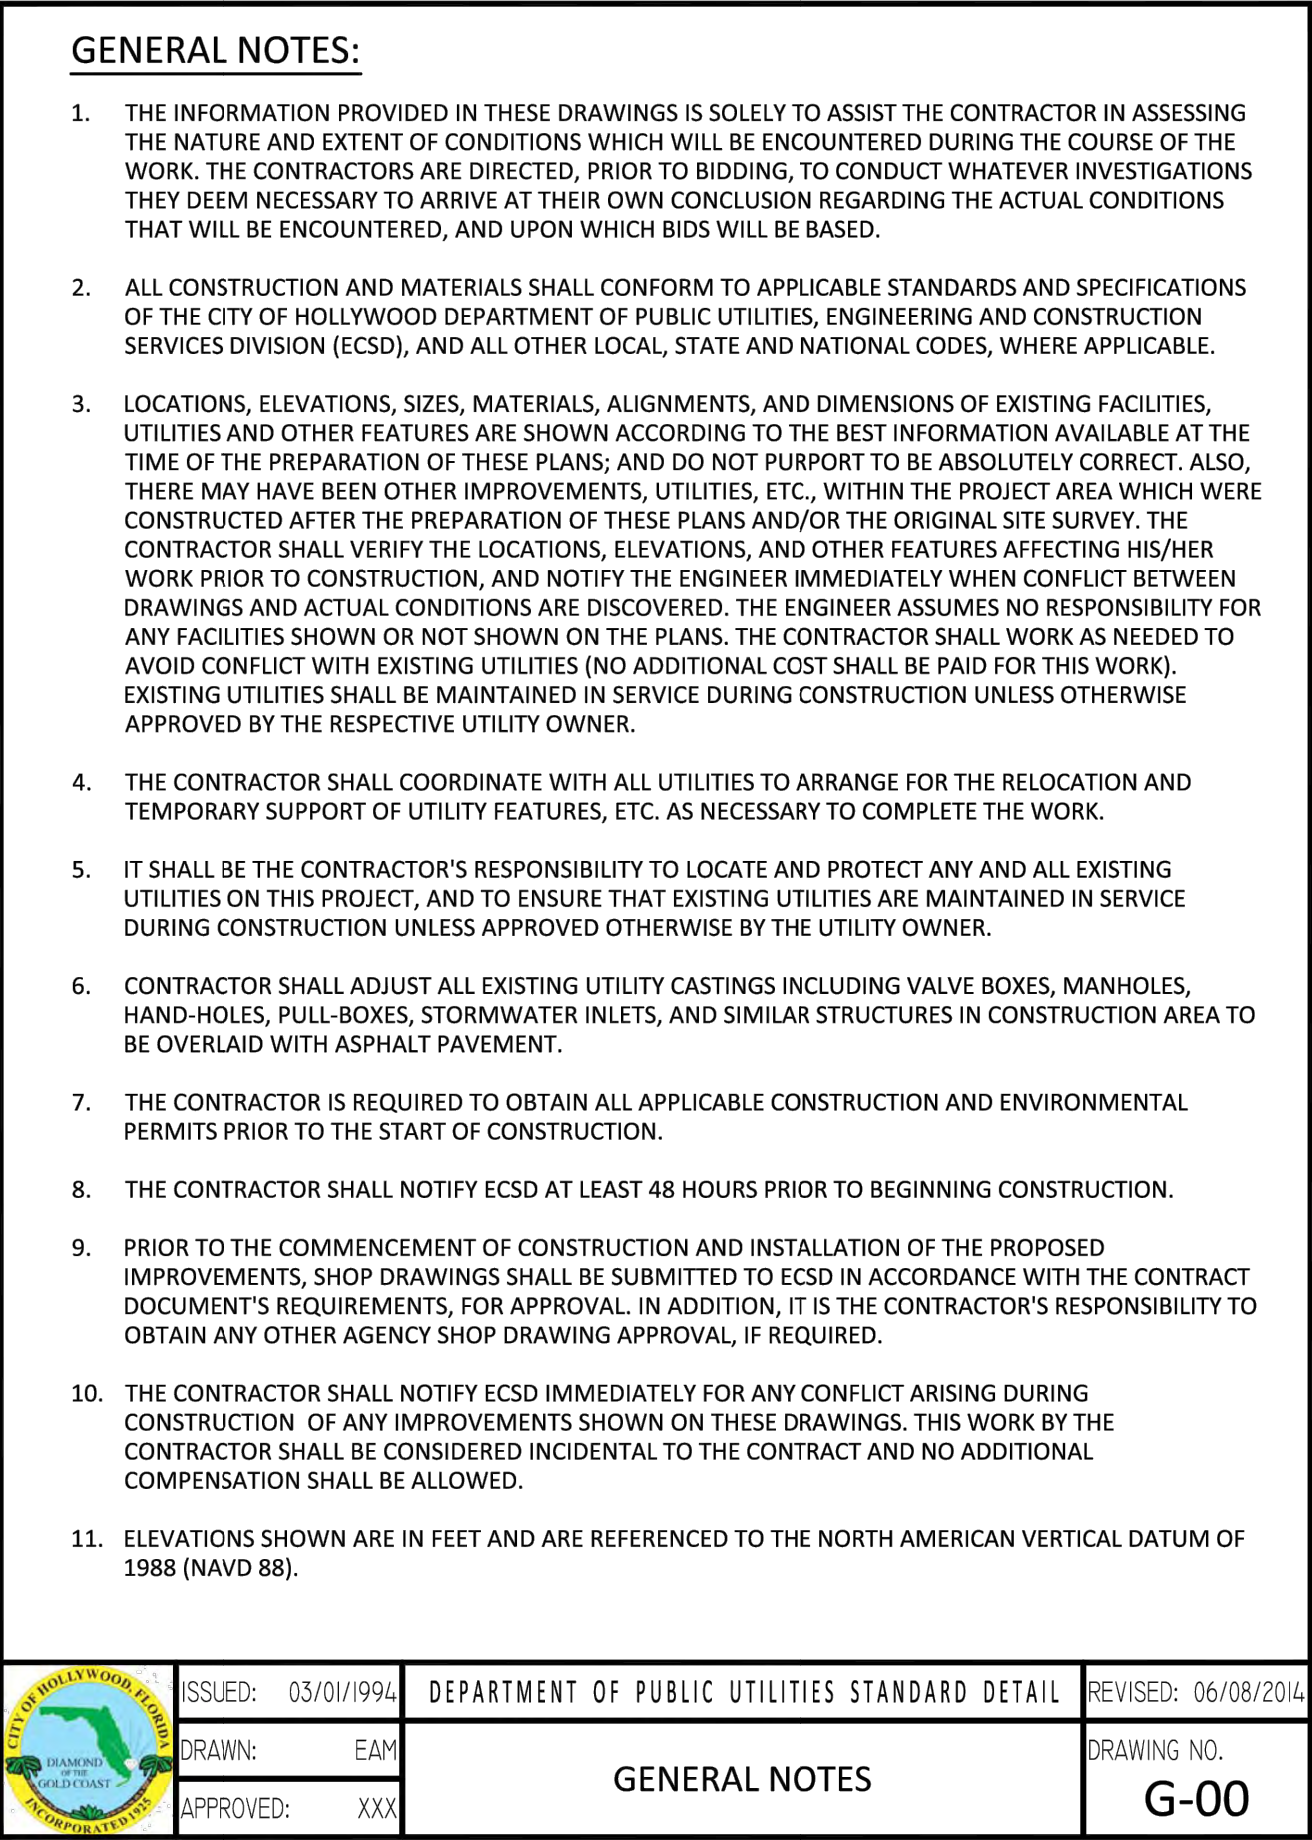 GENERAL NOTES:
1. THE INFORMATION PROVIDED IN THESE DRAWINGS IS SOLELY TO ASSIST THE CONTRACTOR IN ASSESSING
THE NATURE AND EXTENT OF CONDITIONS WHICH WILL BE ENCOUNTERED DURING THE COURSE OF THE
WORK. THE CONTRACTORS ARE DIRECTED, PRIOR TO BIDDING, TO CONDUCT WHATEVER INVESTIGATIONS
THEY DEEM NECESSARY TO ARRIVE AT THEIR OWN CONCLUSION REGARDING THE ACTUAL CONDITIONS
THAT WILL BE ENCOUNTERED, AND UPON WHICH BIDS WILL BE BASED.
2. ALL CONSTRUCTION AND MATERIALS SHALL CONFORM TO APPLICABLE STANDARDS AND SPECIFICATIONS
OF THE CITY OF HOLLYWOOD DEPARTMENT OF PUBLIC UTILITIES, ENGINEERING AND CONSTRUCTION
SERVICES DIVISION (ECSD), AND ALL OTHER LOCAL, STATE AND NATIONAL CODES, WHERE APPLICABLE.
3. LOCATIONS, ELEVATIONS, SIZES, MATERIALS, ALIGNMENTS, AND DIMENSIONS OF EXISTING FACILITIES,
UTILITIES AND OTHER FEATURES ARE SHOWN ACCORDING TO THE BEST INFORMATION AVAILABLE AT THE
TIME OF THE PREPARATION OF THESE PLANS; AND DO NOT PURPORT TO BE ABSOLUTELY CORRECT. ALSO,
THERE MAY HAVE BEEN OTHER IMPROVEMENTS, UTILITIES, ETC., WITHIN THE PROJECT AREA WHICH WERE
CONSTRUCTED AFTER THE PREPARATION OF THESE PLANS AND/OR THE ORIGINAL SITE SURVEY. THE
CONTRACTOR SHALL VERIFY THE LOCATIONS, ELEVATIONS, AND OTHER FEATURES AFFECTING HIS/HER
WORK PRIOR TO CONSTRUCTION, AND NOTIFY THE ENGINEER IMMEDIATELY WHEN CONFLICT BETWEEN
DRAWINGS AND ACTUAL CONDITIONS ARE DISCOVERED. THE ENGINEER ASSUMES NO RESPONSIBILITY FOR
ANY FACILITIES SHOWN OR NOT SHOWN ON THE PLANS. THE CONTRACTOR SHALL WORK AS NEEDED TO
AVOID CONFLICT WITH EXISTING UTILITIES (NO ADDITIONAL COST SHALL BE PAID FOR THIS WORK).
EXISTING UTILITIES SHALL BE MAINTAINED IN SERVICE DURING CONSTRUCTION UNLESS OTHERWISE
APPROVED BY THE RESPECTIVE UTILITY OWNER.
4. THE CONTRACTOR SHALL COORDINATE WITH ALL UTILITIES TO ARRANGE FOR THE RELOCATION AND
TEMPORARY SUPPORT OF UTILITY FEATURES, ETC. AS NECESSARY TO COMPLETE THE WORK.
5. IT SHALL BE THE CONTRACTOR'S RESPONSIBILITY TO LOCATE AND PROTECT ANY AND ALL EXISTING
UTILITIES ON THIS PROJECT, AND TO ENSURE THAT EXISTING UTILITIES ARE MAINTAINED IN SERVICE
DURING CONSTRUCTION UNLESS APPROVED OTHERWISE BY THE UTILITY OWNER.
6. CONTRACTOR SHALL ADJUST ALL EXISTING UTILITY CASTINGS INCLUDING VALVE BOXES, MANHOLES,
HAND-HOLES, PULL-BOXES, STORMWATER INLETS, AND SIMILAR STRUCTURES IN CONSTRUCTION AREA TO
BE OVERLAID WITH ASPHALT PAVEMENT.
7. THE CONTRACTOR IS REQUIRED TO OBTAIN ALL APPLICABLE CONSTRUCTION AND ENVIRONMENTAL
PERMITS PRIOR TO THE START OF CONSTRUCTION.
8. THE CONTRACTOR SHALL NOTIFY ECSD AT LEAST 48 HOURS PRIOR TO BEGINNING CONSTRUCTION.
9. PRIOR TO THE COMMENCEMENT OF CONSTRUCTION AND INSTALLATION OF THE PROPOSED
IMPROVEMENTS, SHOP DRAWINGS SHALL BE SUBMITTED TO ECSD IN ACCORDANCE WITH THE CONTRACT
DOCUMENT'S REQUIREMENTS, FOR APPROVAL. IN ADDITION, IT IS THE CONTRACTOR'S RESPONSIBILITY TO
OBTAIN ANY OTHER AGENCY SHOP DRAWING APPROVAL, IF REQUIRED.
10. THE CONTRACTOR SHALL NOTIFY ECSD IMMEDIATELY FOR ANY CONFLICT ARISING DURING
CONSTRUCTION OF ANY IMPROVEMENTS SHOWN ON THESE DRAWINGS. THIS WORK BY THE
CONTRACTOR SHALL BE CONSIDERED INCIDENTAL TO THE CONTRACT AND NO ADDITIONAL
COMPENSATION SHALL BE ALLOWED.
11. ELEVATIONS SHOWN ARE IN FEET AND ARE REFERENCED TO THE NORTH AMERICAN VERTICAL DATUM OF
1988 (NAVD 88).
CITY OF HOLLYWOOD, FLORIDA
DIAMOND
OF THE
GOLD COAST
INCORPORATED 1925
ISSUED: 03/01/1994
DRAWN: EAM
APPROVED: XXX
DEPARTMENT OF PUBLIC UTILITIES STANDARD DETAIL
GENERAL NOTES
REVISED: 06/08/2014
DRAWING NO.
G-00